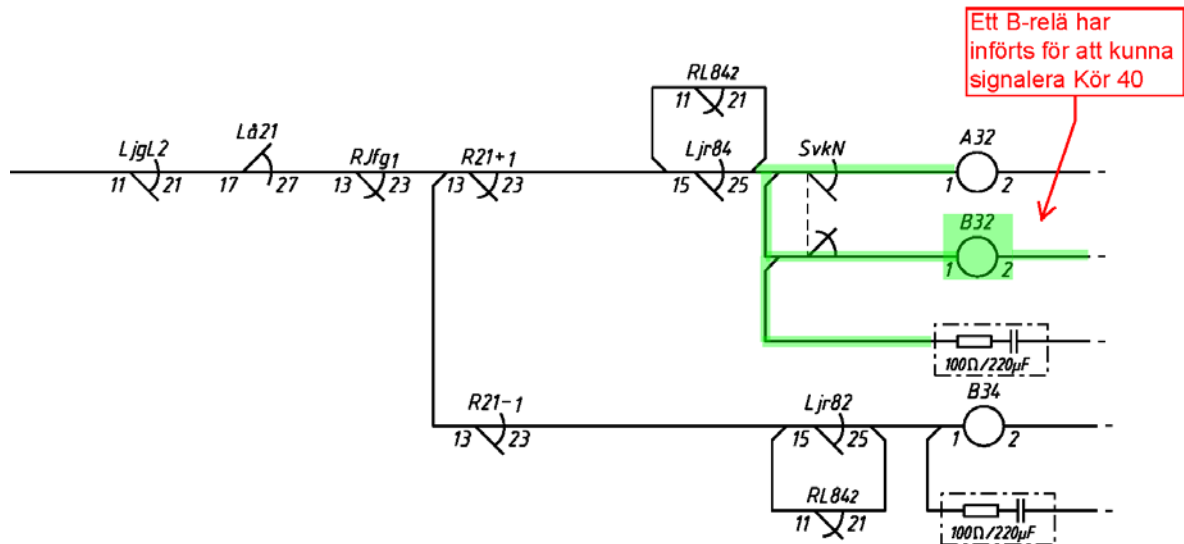 Ett B-relä har
införts för att kunna
signalera Kör 40
RL84z
11 21
LjgL2
11 21
Lå21
17 27
RJfg1
13 23
R21+1
13 23
Ljr84
15 25
SvkN
A32
1 2
-
B32
1 2
-
100Ω/220µF
-
R21-1
13 23
Ljr82
15 25
B34
1 2
-
RL84z
11 21
100Ω/220µF
-